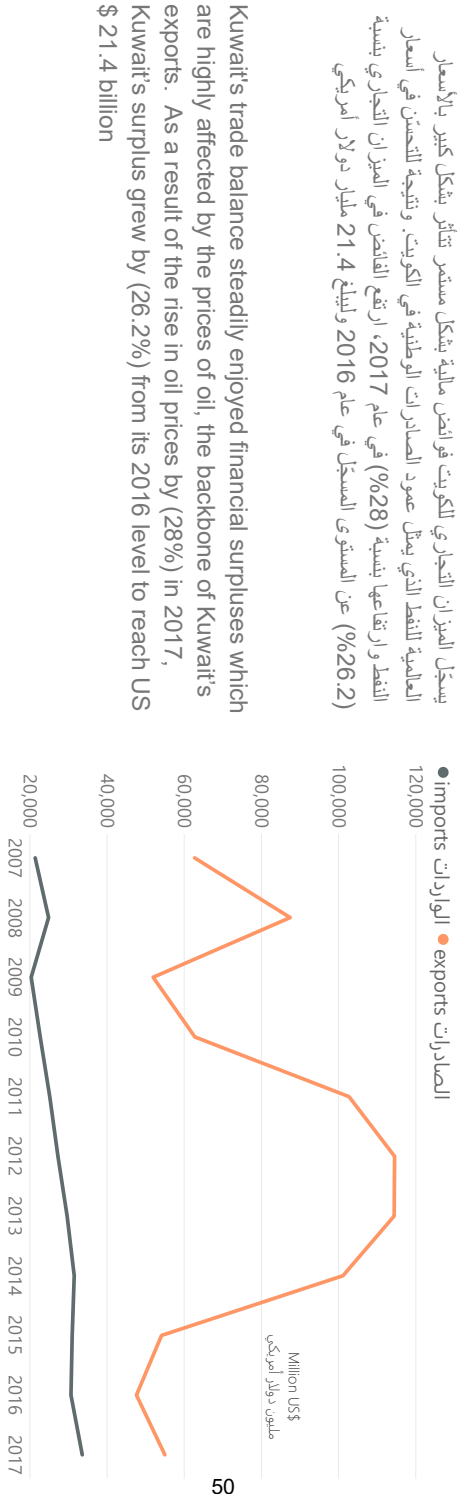 يسجّل الميزان التجاري للكويت فوائض مالية بشكل مستمر تتأثر بشكل كبير بالأسعار
العالمية للنفط الذي يمثل عمود الصادرات الوطنية في الكويت. ونتيجة للتحسّن في أسعار
النفط وارتفاعها بنسبة (28%) في عام 2017، ارتفع الفائض في الميزان التجاري بنسبة
(26.2%) عن المستوى المسجّل في عام 2016 وليبلغ 21.4 مليار دولار أمريكي
Kuwait's trade balance steadily enjoyed financial surpluses which
are highly affected by the prices of oil, the backbone of Kuwait's
exports. As a result of the rise in oil prices by (28%) in 2017,
Kuwait's surplus grew by (26.2%) from its 2016 level to reach US
$ 21.4 billion
الواردات imports الصادرات exports
120,000
100,000
80,000
60,000
40,000
20,000
Million US$
مليون دولار أمريكي
2007 2008 2009 2010 2011 2012 2013 2014 2015 2016 2017
50